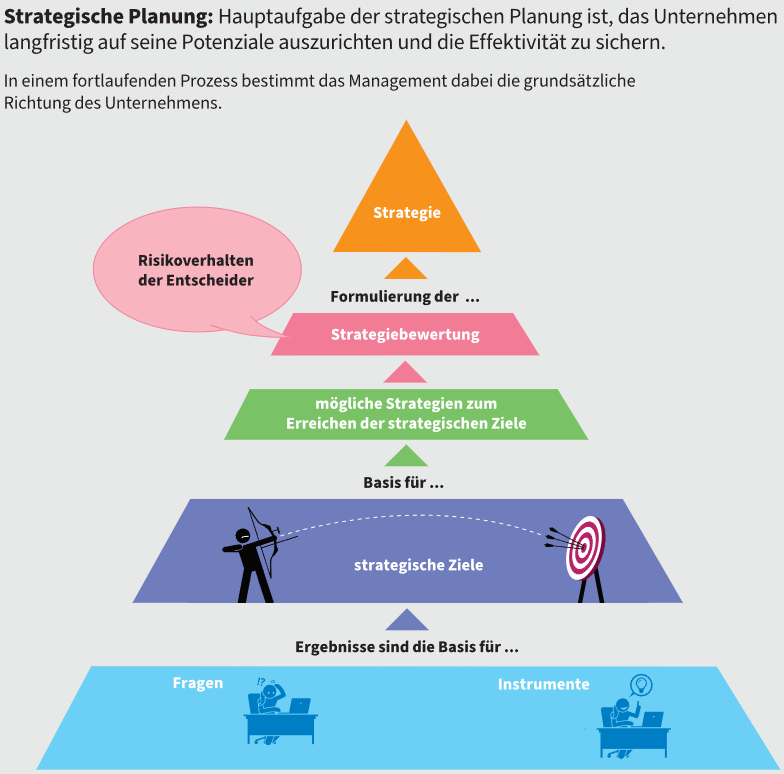 Strategische Planung: Hauptaufgabe der strategischen Planung ist, das Unternehmen
langfristig auf seine Potenziale auszurichten und die Effektivität zu sichern.
In einem fortlaufenden Prozess bestimmt das Management dabei die grundsätzliche
Richtung des Unternehmens.
Strategie
Risikoverhalten
der Entscheider
Formulierung der ...
Strategiebewertung
mögliche Strategien zum
Erreichen der strategischen Ziele
Basis für ...
strategische Ziele
Ergebnisse sind die Basis für ...
Fragen
!?
Instrumente